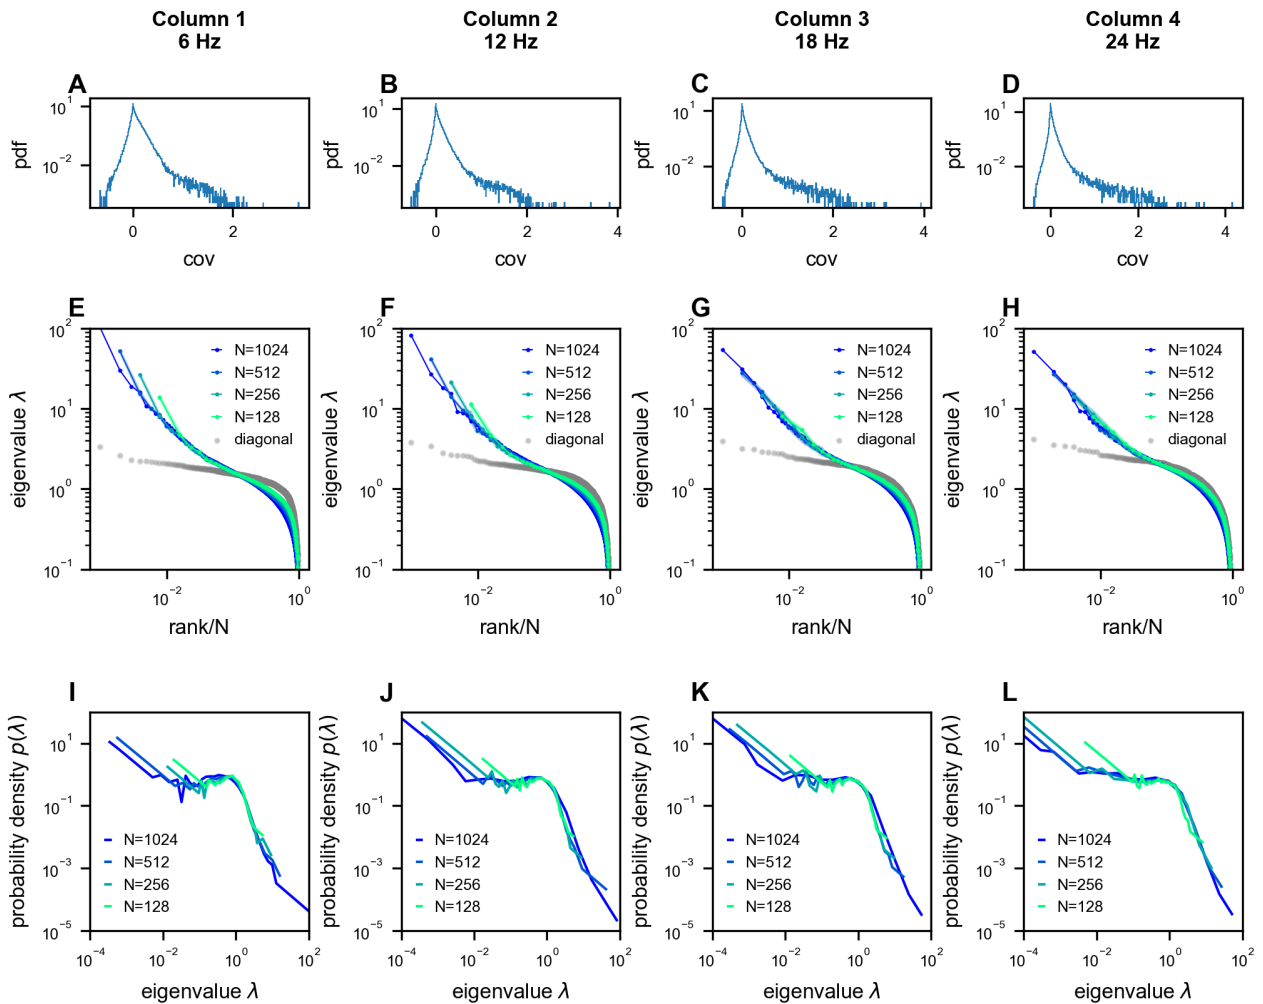 Column 1
6 Hz
Column 2
12 Hz
Column 3
18 Hz
Column 4
24 Hz
A
pdf
10^1
10^-2
0 2
cov
B
pdf
10^1
10^-2
0 2 4
cov
C
pdf
10^1
10^-2
0 2 4
cov
D
pdf
10^1
10^-2
0 2 4
cov
E
eigenvalue λ
10^2
10^1
10^0
10^-1
N=1024
N=512
N=256
N=128
diagonal
10^-2 10^0
rank/N
F
eigenvalue λ
10^2
10^1
10^0
10^-1
N=1024
N=512
N=256
N=128
diagonal
10^-2 10^0
rank/N
G
eigenvalue λ
10^2
10^1
10^0
10^-1
N=1024
N=512
N=256
N=128
diagonal
10^-2 10^0
rank/N
H
eigenvalue λ
10^2
10^1
10^0
10^-1
N=1024
N=512
N=256
N=128
diagonal
10^-2 10^0
rank/N
I
probability density p(λ)
10^1
10^-1
10^-3
10^-5
N=1024
N=512
N=256
N=128
10^-4 10^-2 10^0 10^2
eigenvalue λ
J
probability density p(λ)
10^1
10^-1
10^-3
10^-5
N=1024
N=512
N=256
N=128
10^-4 10^-2 10^0 10^2
eigenvalue λ
K
probability density p(λ)
10^1
10^-1
10^-3
10^-5
N=1024
N=512
N=256
N=128
10^-4 10^-2 10^0 10^2
eigenvalue λ
L
probability density p(λ)
10^1
10^-1
10^-3
10^-5
N=1024
N=512
N=256
N=128
10^-4 10^-2 10^0 10^2
eigenvalue λ